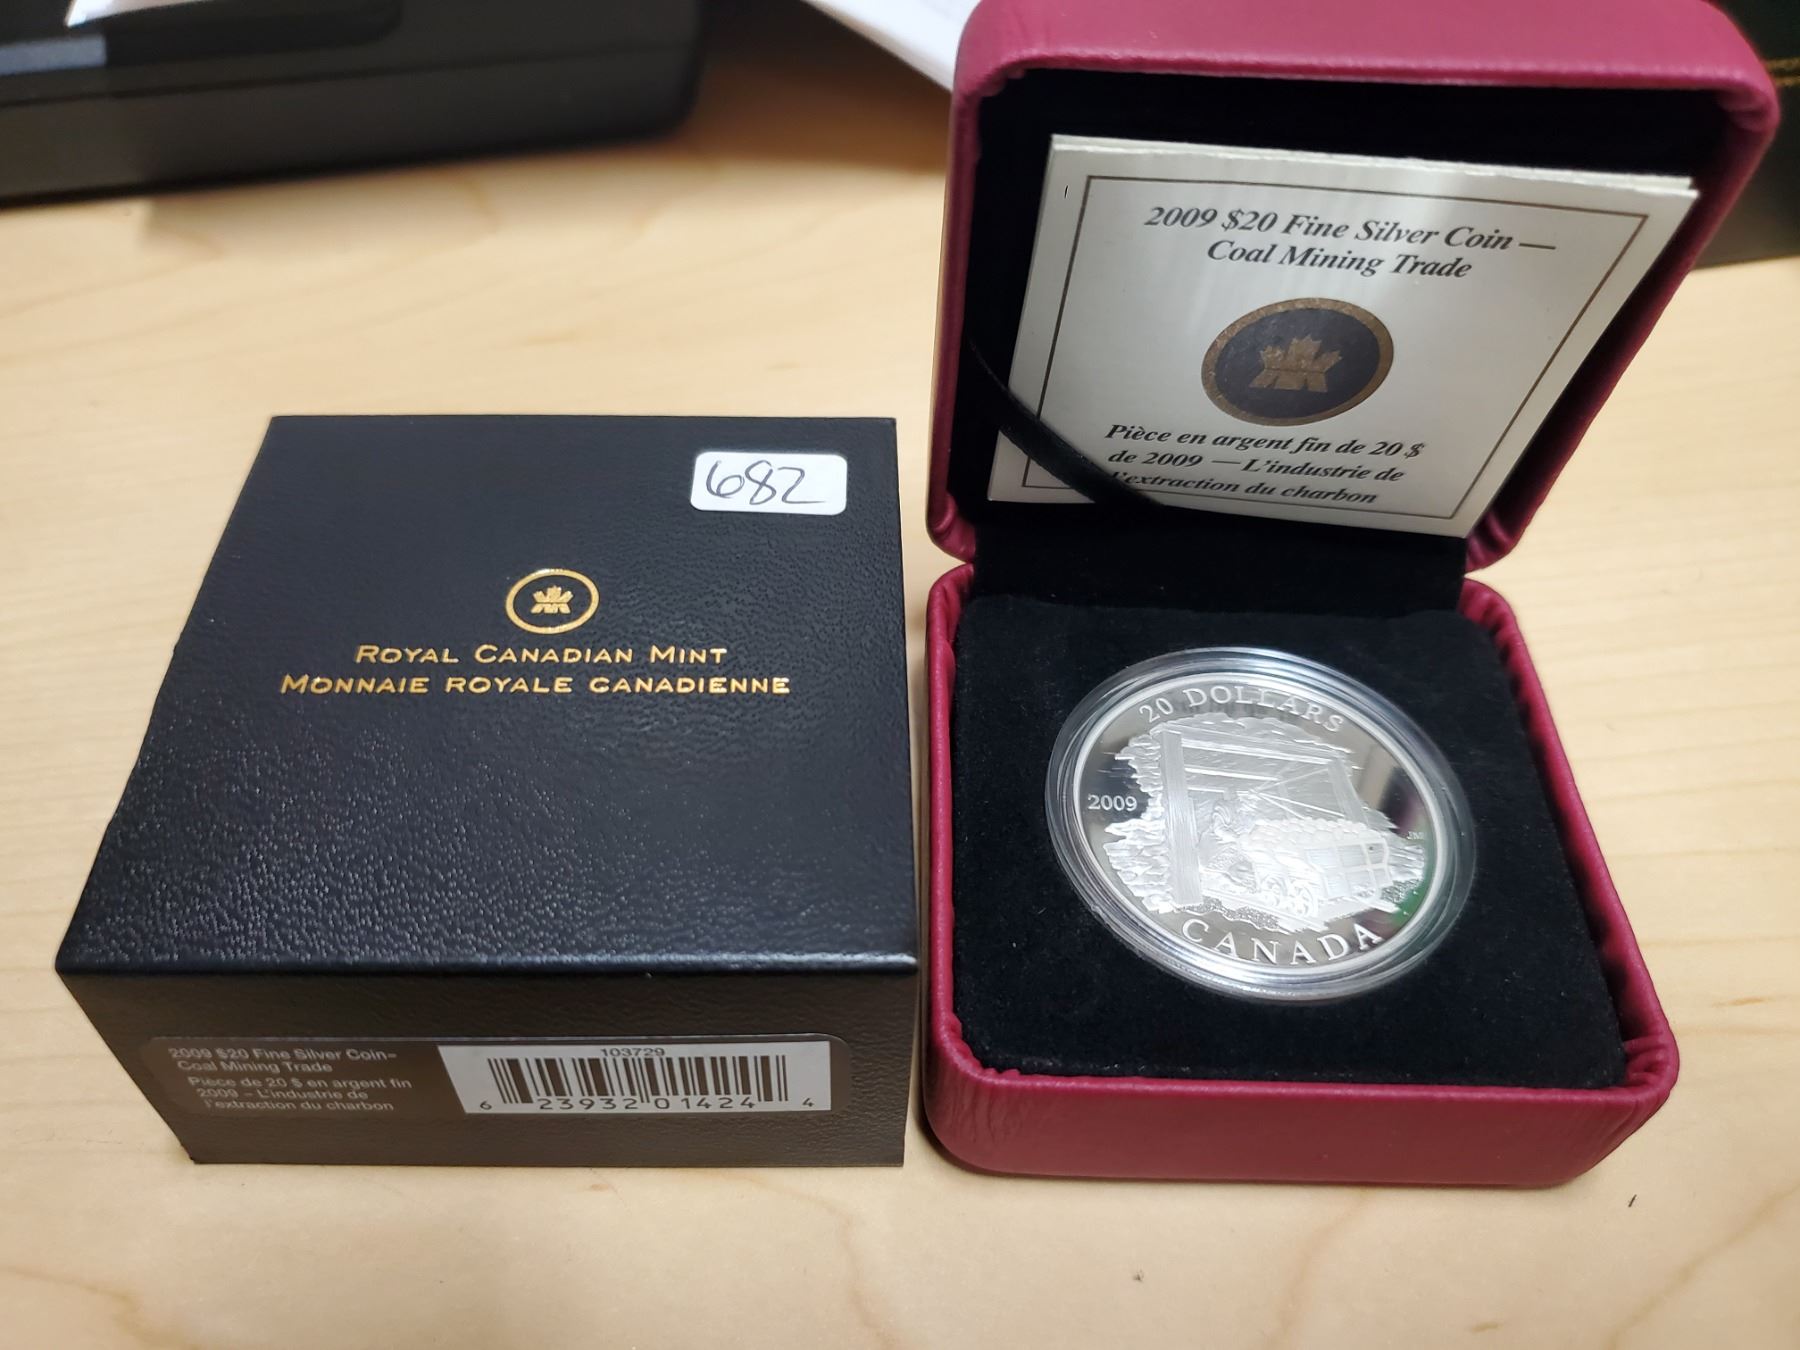 682
ROYAL CANADIAN MINT
MONNAIE ROYALE CANADIENNE
2009 $20 Fine Silver Coin–
Coal Mining Trade
Pièce de 20 $ en argent fin
2009 – L'industrie de
l'extraction du charbon
103729
6 23932 01424 4
2009 $20 Fine Silver Coin —
Coal Mining Trade
Pièce en argent fin de 20 $
de 2009 — L'industrie de
l'extraction du charbon
20 DOLLARS
2009
CANADA